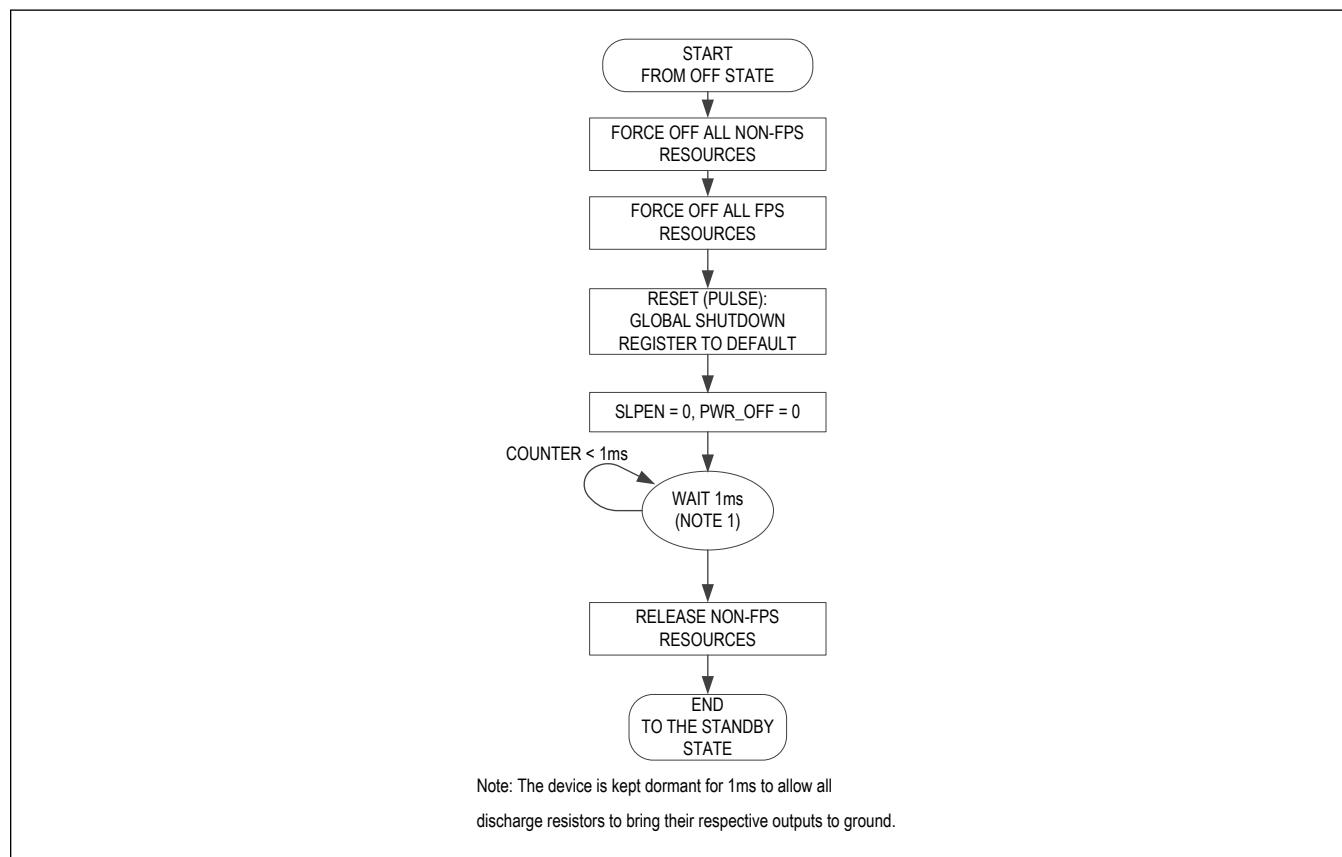 START
FROM OFF STATE
FORCE OFF ALL NON-FPS
RESOURCES
FORCE OFF ALL FPS
RESOURCES
RESET (PULSE):
GLOBAL SHUTDOWN
REGISTER TO DEFAULT
SLPEN = 0, PWR_OFF = 0
COUNTER < 1ms
WAIT 1ms
(NOTE 1)
RELEASE NON-FPS
RESOURCES
END
TO THE STANDBY
STATE
Note: The device is kept dormant for 1ms to allow all
discharge resistors to bring their respective outputs to ground.